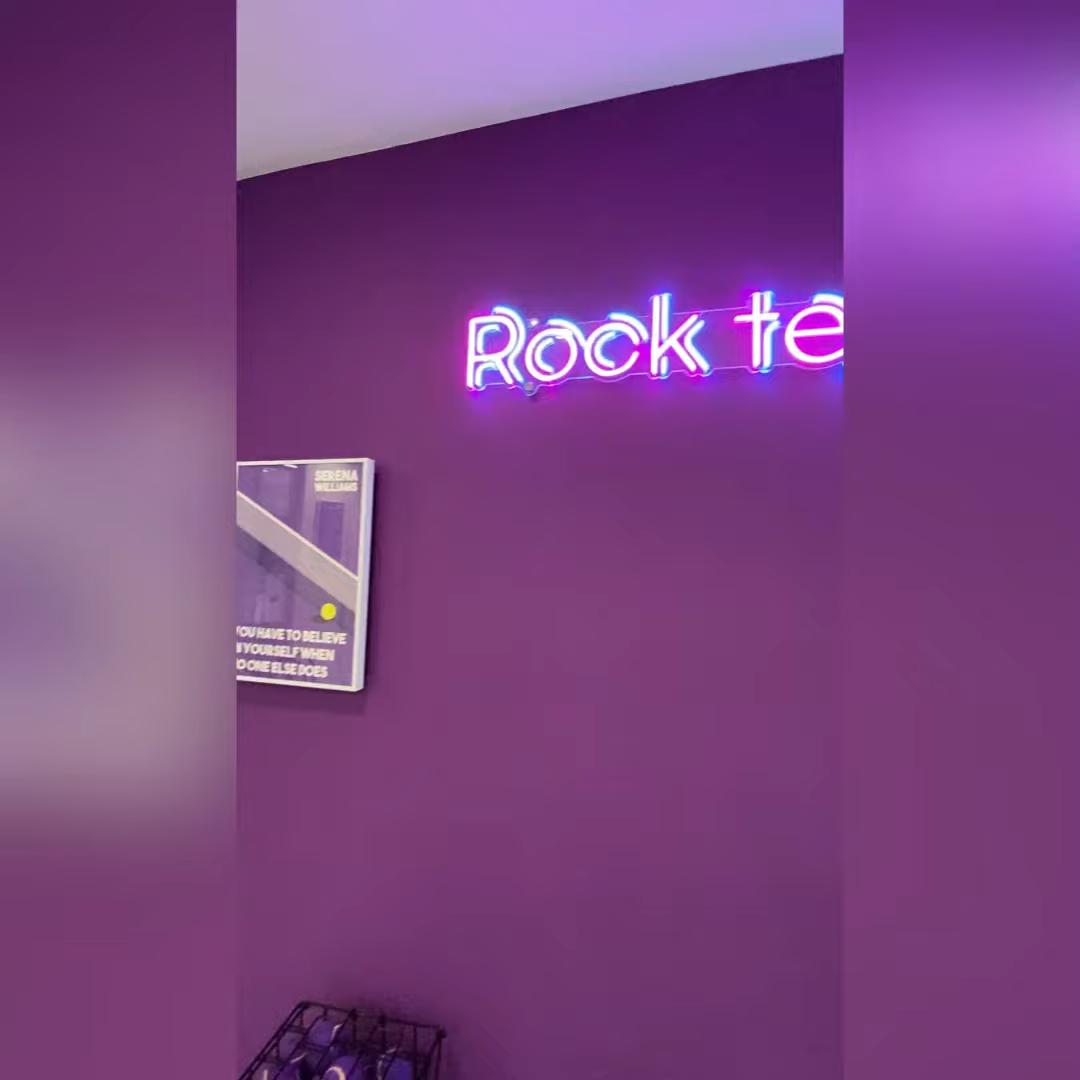 Rock te
SERENA
WILLIAMS
YOU HAVE TO BELIEVE
N YOURSELF WHEN
O ONE ELSE DOES